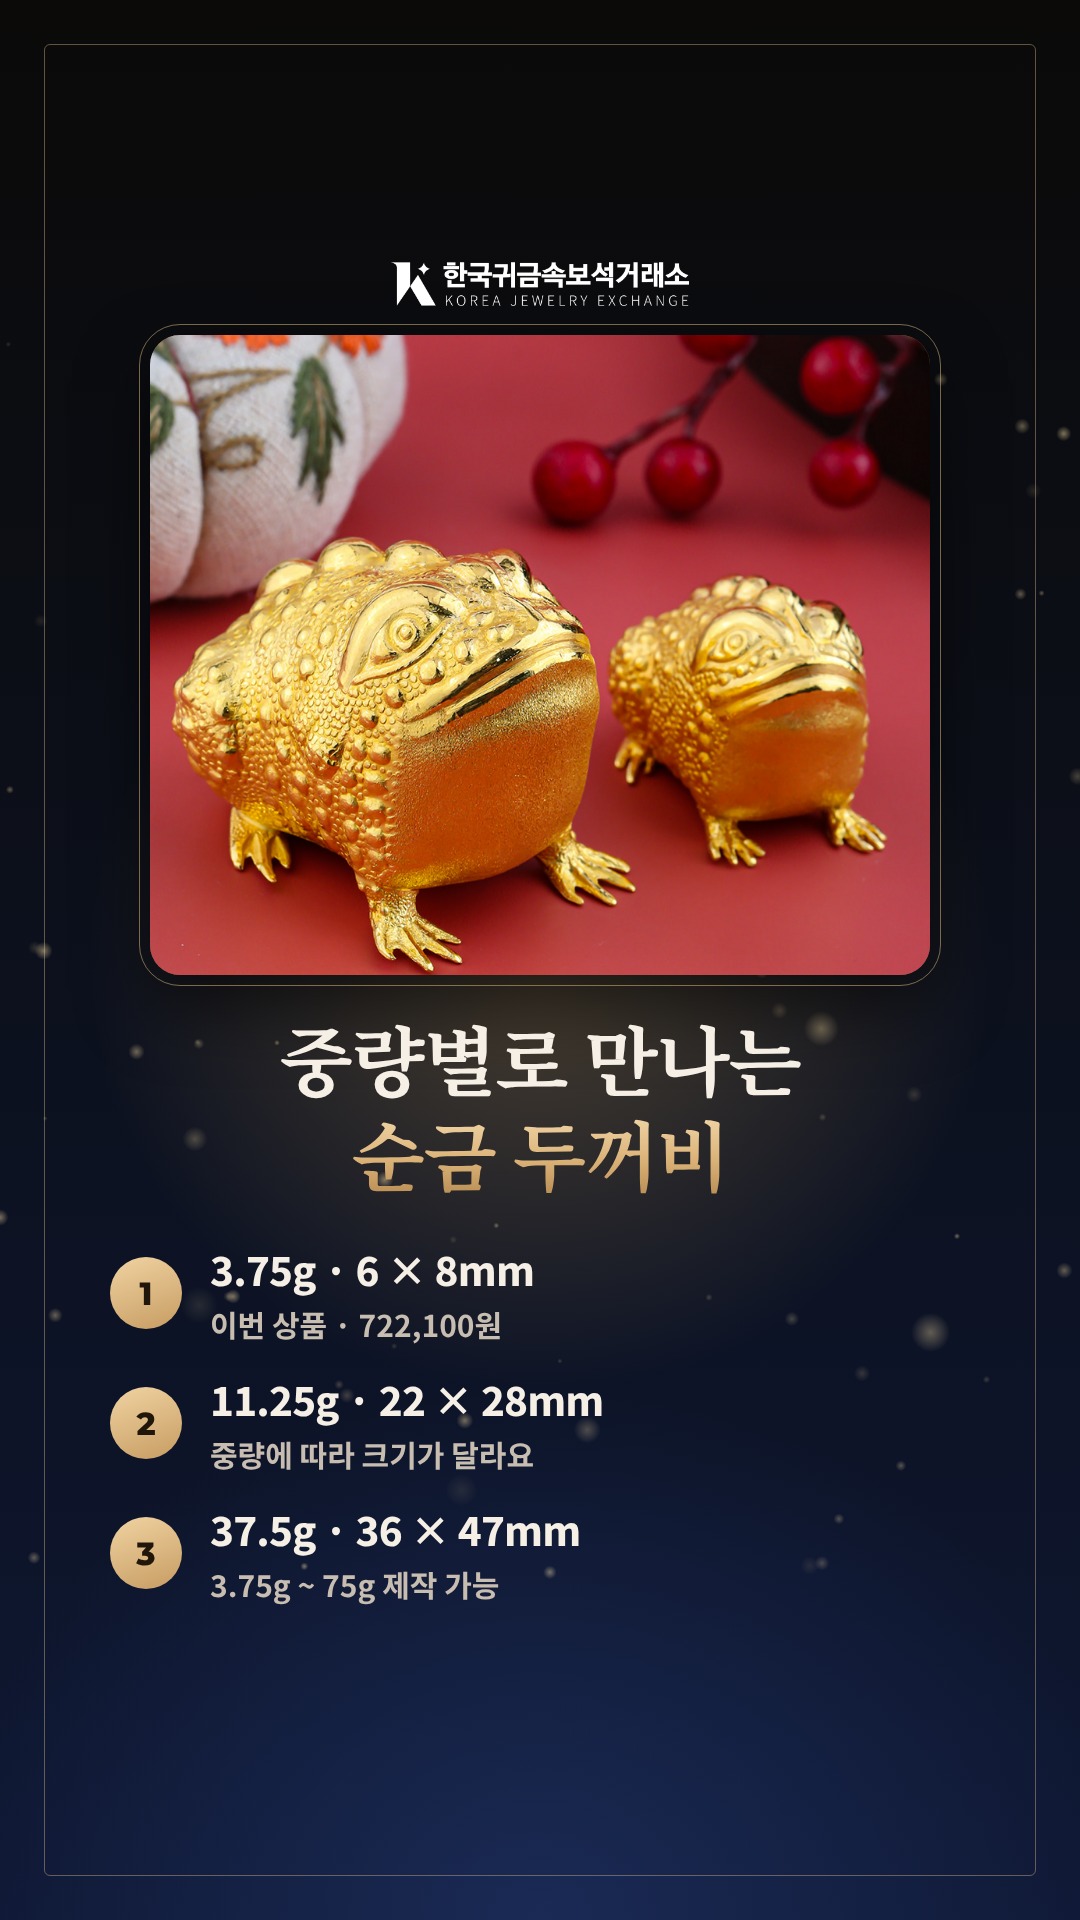 한국귀금속보석거래소
KOREA JEWELRY EXCHANGE
중량별로 만나는
순금 두꺼비
1
3.75g · 6 × 8mm
이번 상품 · 722,100원
2
11.25g · 22 × 28mm
중량에 따라 크기가 달라요
3
37.5g · 36 × 47mm
3.75g ~ 75g 제작 가능